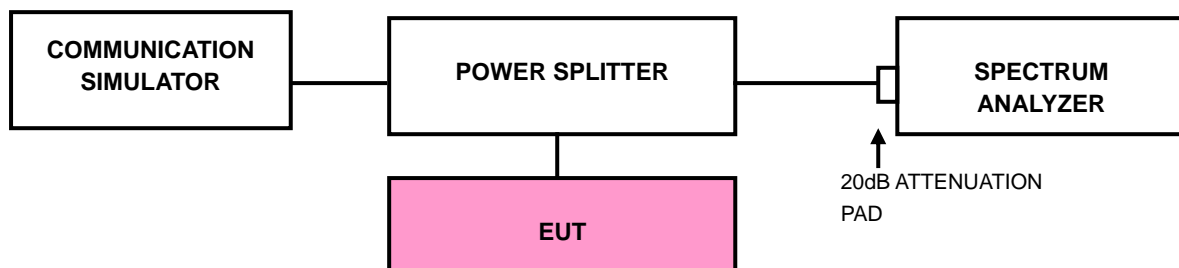 COMMUNICATION
SIMULATOR
POWER SPLITTER
SPECTRUM
ANALYZER
20dB ATTENUATION
PAD
EUT